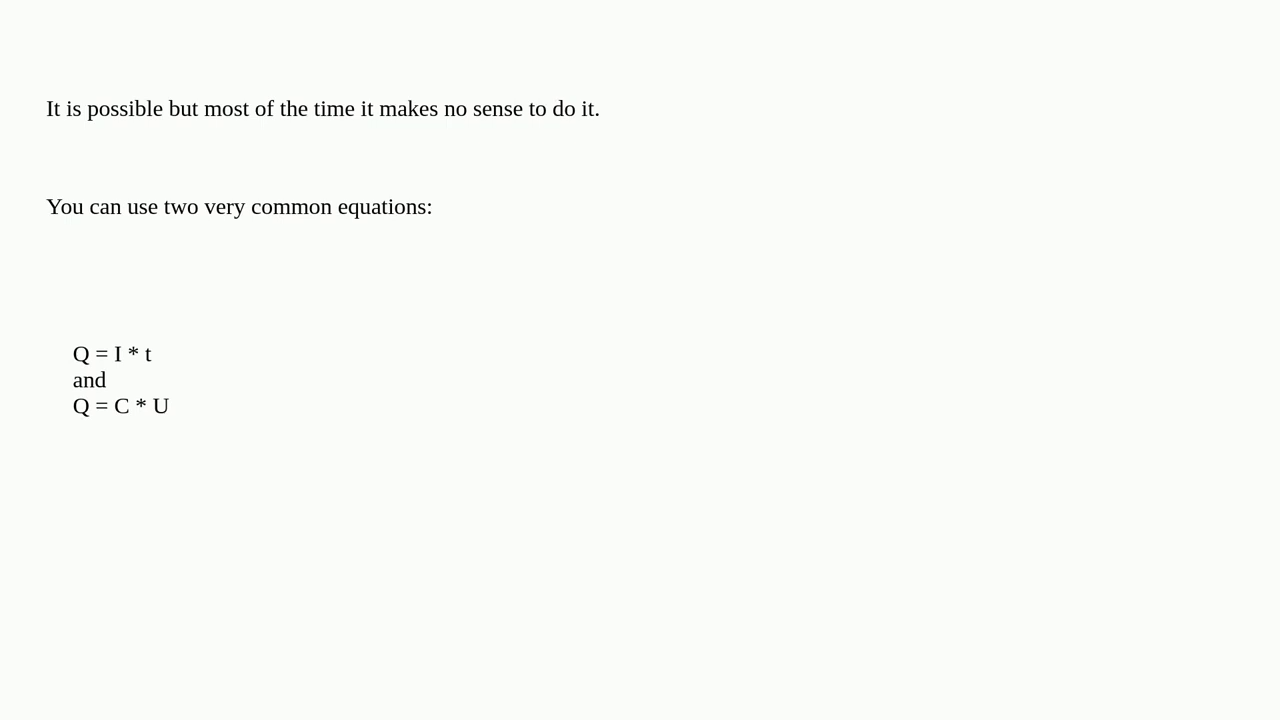 It is possible but most of the time it makes no sense to do it.
You can use two very common equations:
Q = I * t
and
Q = C * U